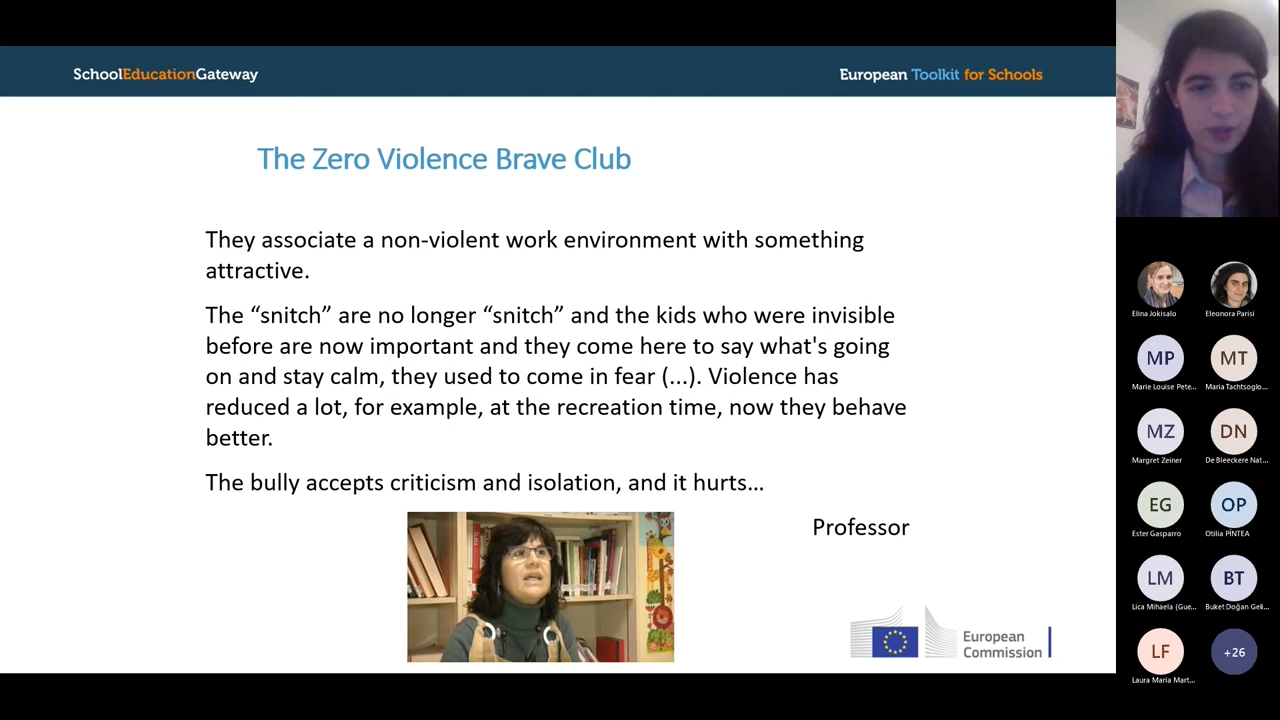 SchoolEducationGateway
European Toolkit for Schools
The Zero Violence Brave Club
They associate a non-violent work environment with something
attractive.
The “snitch” are no longer “snitch” and the kids who were invisible
before are now important and they come here to say what's going
on and stay calm, they used to come in fear (...). Violence has
reduced a lot, for example, at the recreation time, now they behave
better.
The bully accepts criticism and isolation, and it hurts…
Professor
European
Commission
Elina Jokisalo
Eleonora Parisi
MP
MT
Marie Louise Pete...
Maria Tachtsoglo...
MZ
DN
Margret Zeiner
De Bleeckere Nat...
EG
OP
Ester Gasparro
Otilia PÎNTEA
LM
BT
Lica Mihaela (Gue...
Buket Doğan Geli...
LF
+26
Laura Maria Mart...